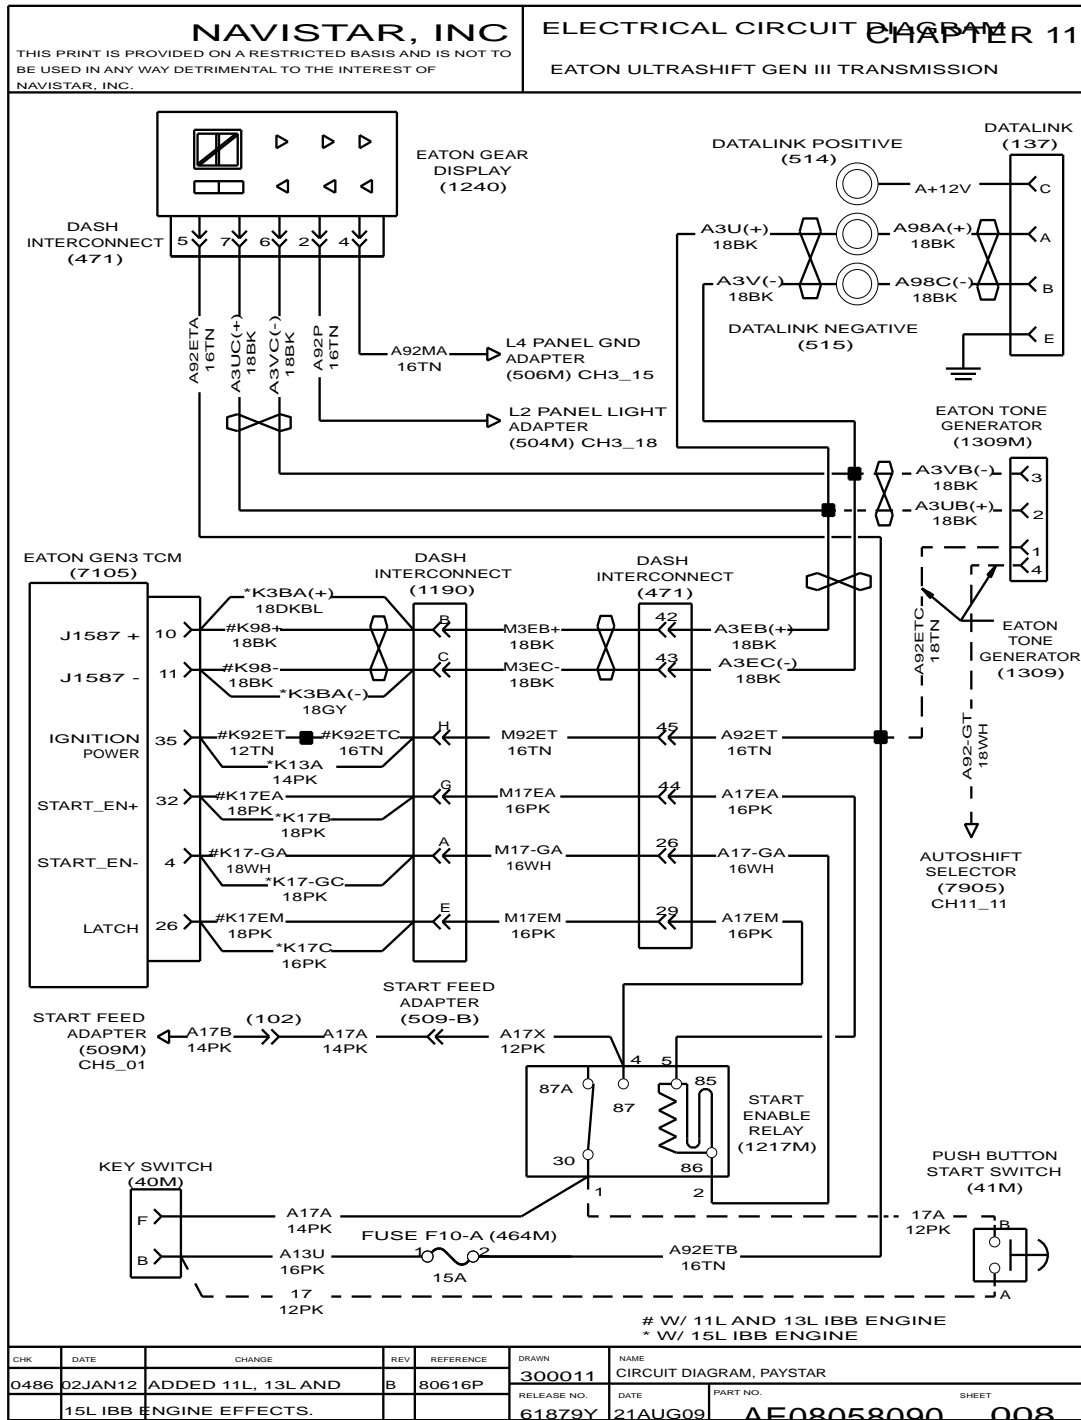 NAVISTAR, INC
THIS PRINT IS PROVIDED ON A RESTRICTED BASIS AND IS NOT TO
BE USED IN ANY WAY DETRIMENTAL TO THE INTEREST OF
NAVISTAR, INC.
ELECTRICAL CIRCUIT DIAGRAM
CHAPTER 11
EATON ULTRASHIFT GEN III TRANSMISSION
EATON GEAR
DISPLAY
(1240)
DASH
INTERCONNECT
(471)
5 7 6 2 4
A92ETA
16TN
A3UC(+)
18BK
A3VC(-)
18BK
A92P
16TN
A92MA
16TN
L4 PANEL GND
ADAPTER
(506M) CH3_15
L2 PANEL LIGHT
ADAPTER
(504M) CH3_18
DATALINK POSITIVE
(514)
DATALINK
(137)
A+12V
C
A3U(+)
18BK
A98A(+)
18BK
A
A3V(-)
18BK
A98C(-)
18BK
B
DATALINK NEGATIVE
(515)
E
EATON TONE
GENERATOR
(1309M)
A3VB(-)
18BK
3
A3UB(+)
18BK
2
1
4
A92ETC
18TN
EATON
TONE
GENERATOR
(1309)
A92-GT
18WH
AUTOSHIFT
SELECTOR
(7905)
CH11_11
EATON GEN3 TCM
(7105)
DASH
INTERCONNECT
(1190)
DASH
INTERCONNECT
(471)
*K3BA(+)
18DKBL
J1587 +
10
#K98+
18BK
B
M3EB+
18BK
42
A3EB(+)
18BK
J1587 -
11
#K98-
18BK
C
M3EC-
18BK
43
A3EC(-)
18BK
*K3BA(-)
18GY
IGNITION
POWER
35
#K92ET
12TN
#K92ETC
16TN
H
M92ET
16TN
45
A92ET
16TN
*K13A
14PK
START_EN+
32
#K17EA
18PK
G
M17EA
16PK
44
A17EA
16PK
*K17B
18PK
START_EN-
4
#K17-GA
18WH
A
M17-GA
16WH
26
A17-GA
16WH
*K17-GC
18PK
LATCH
26
#K17EM
18PK
E
M17EM
16PK
29
A17EM
16PK
*K17C
16PK
START FEED
ADAPTER
(509M)
CH5_01
A17B
14PK
(102)
A17A
14PK
START FEED
ADAPTER
(509-B)
A17X
12PK
4 5
87A
87
85
30
86
1 2
START
ENABLE
RELAY
(1217M)
KEY SWITCH
(40M)
F
A17A
14PK
B
A13U
16PK
FUSE F10-A (464M)
1 2
15A
A92ETB
16TN
17
12PK
PUSH BUTTON
START SWITCH
(41M)
17A
12PK
B
A
# W/ 11L AND 13L IBB ENGINE
* W/ 15L IBB ENGINE
CHK DATE CHANGE REV REFERENCE
0486 02JAN12 ADDED 11L, 13L AND B 80616P
15L IBB ENGINE EFFECTS.
DRAWN
300011
NAME
CIRCUIT DIAGRAM, PAYSTAR
RELEASE NO.
61879Y
DATE
21AUG09
PART NO.
AE08058090
SHEET
008